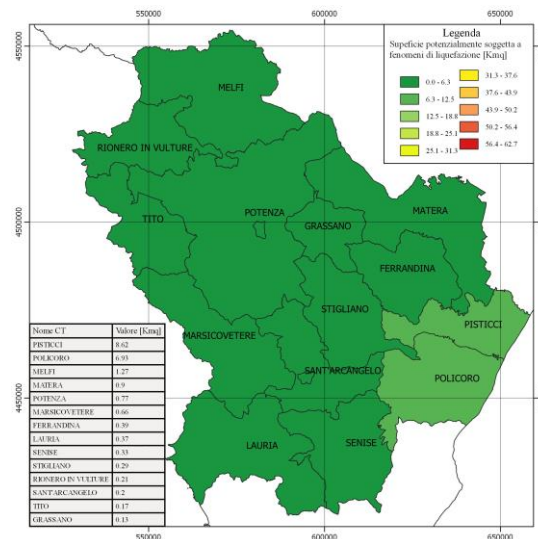 550000 600000 650000
Legenda
Supeficie potenzialmente soggetta a
fenomeni di liquefazione [Kmq]
0.0 - 6.3 31.3 - 37.6
6.3 - 12.5 37.6 - 43.9
12.5 - 18.8 43.9 - 50.2
18.8 - 25.1 50.2 - 56.4
25.1 - 31.3 56.4 - 62.7
4550000
4500000
4450000
MELFI
RIONERO IN VULTURE
TITO
POTENZA
GRASSANO
MATERA
FERRANDINA
STIGLIANO
PISTICCI
MARSICOVETERE
SANT'ARCANGELO
POLICORO
LAURIA
SENISE
Nome CT Valore [Kmq]
PISTICCI 8.62
POLICORO 6.93
MELFI 1.27
MATERA 0.9
POTENZA 0.77
MARSICOVETERE 0.66
FERRANDINA 0.39
LAURIA 0.37
SENISE 0.33
STIGLIANO 0.29
RIONERO IN VULTURE 0.21
SANT'ARCANGELO 0.2
TITO 0.17
GRASSANO 0.13
4550000
4500000
4450000
550000 600000 650000